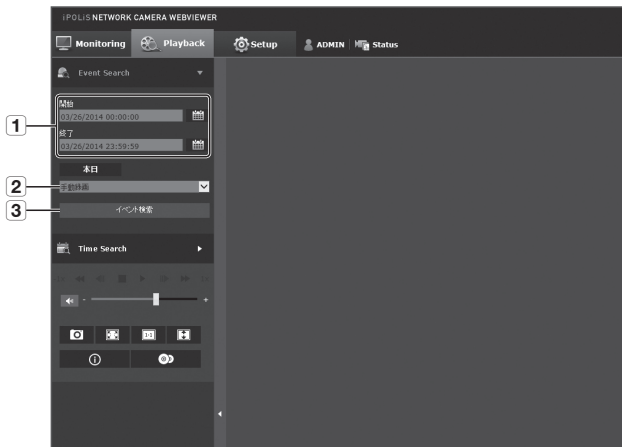 iPOLiS NETWORK CAMERA WEBVIEWER
Monitoring Playback Setup ADMIN Status
Event Search
開始
03/26/2014 00:00:00
1
終了
03/26/2014 23:59:59
本日
2
手動録画
3
イベント検索
Time Search
- +
1:1